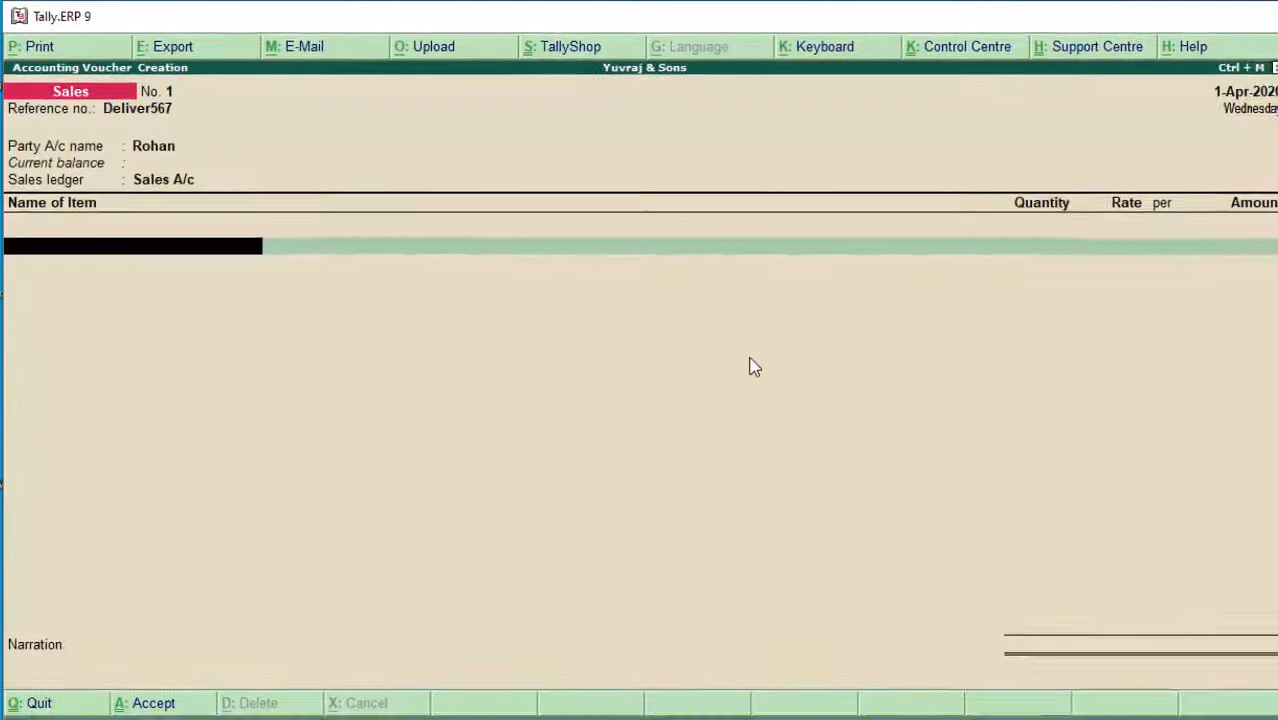 Tally.ERP 9
P: Print E: Export M: E-Mail O: Upload S: TallyShop G: Language K: Keyboard K: Control Centre H: Support Centre H: Help
Accounting Voucher Creation Yuvraj & Sons Ctrl + M
Sales No. 1 1-Apr-2020
Reference no.: Deliver567 Wednesda
Party A/c name : Rohan
Current balance :
Sales ledger : Sales A/c
Name of Item Quantity Rate per Amoun
Narration
Q: Quit A: Accept D: Delete X: Cancel